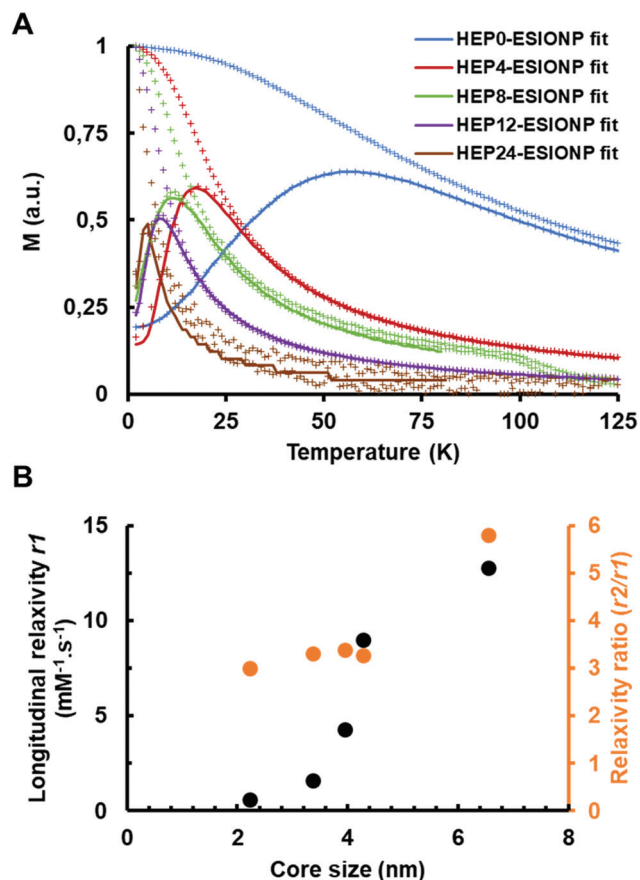 A
HEP0-ESIONP fit
HEP4-ESIONP fit
HEP8-ESIONP fit
HEP12-ESIONP fit
HEP24-ESIONP fit
M (a.u.)
1
0,75
0,5
0,25
0
0 25 50 75 100 125
Temperature (K)
B
Longitudinal relaxivity r1
(mM-1.s-1)
15
10
5
0
6
5
4
3
2
1
0
Relaxivity ratio (r2/r1)
0 2 4 6 8
Core size (nm)